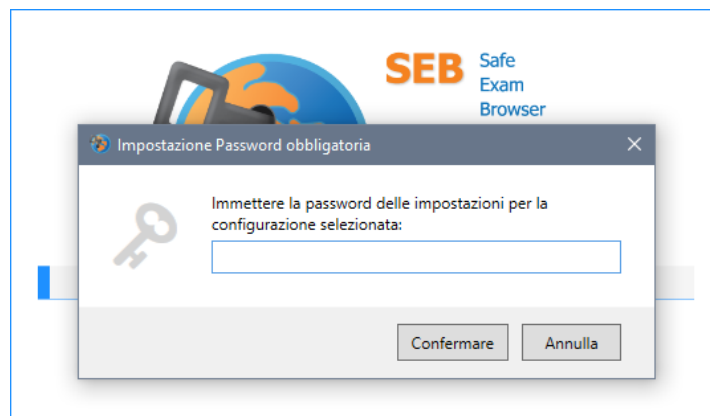 SEB Safe
Exam
Browser
Impostazione Password obbligatoria
Immettere la password delle impostazioni per la
configurazione selezionata:
Confermare Annulla